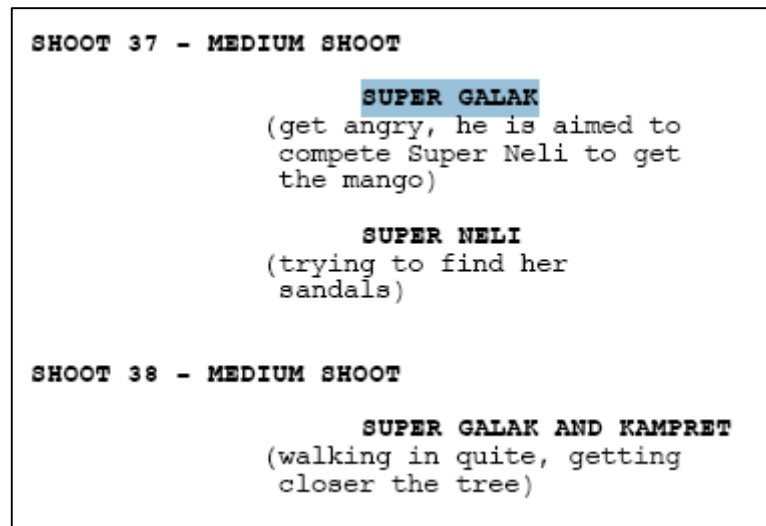 SHOOT 37 – MEDIUM SHOOT
SUPER GALAK
(get angry, he is aimed to
compete Super Neli to get
the mango)
SUPER NELI
(trying to find her
sandals)
SHOOT 38 – MEDIUM SHOOT
SUPER GALAK AND KAMPRET
(walking in quite, getting
closer the tree)